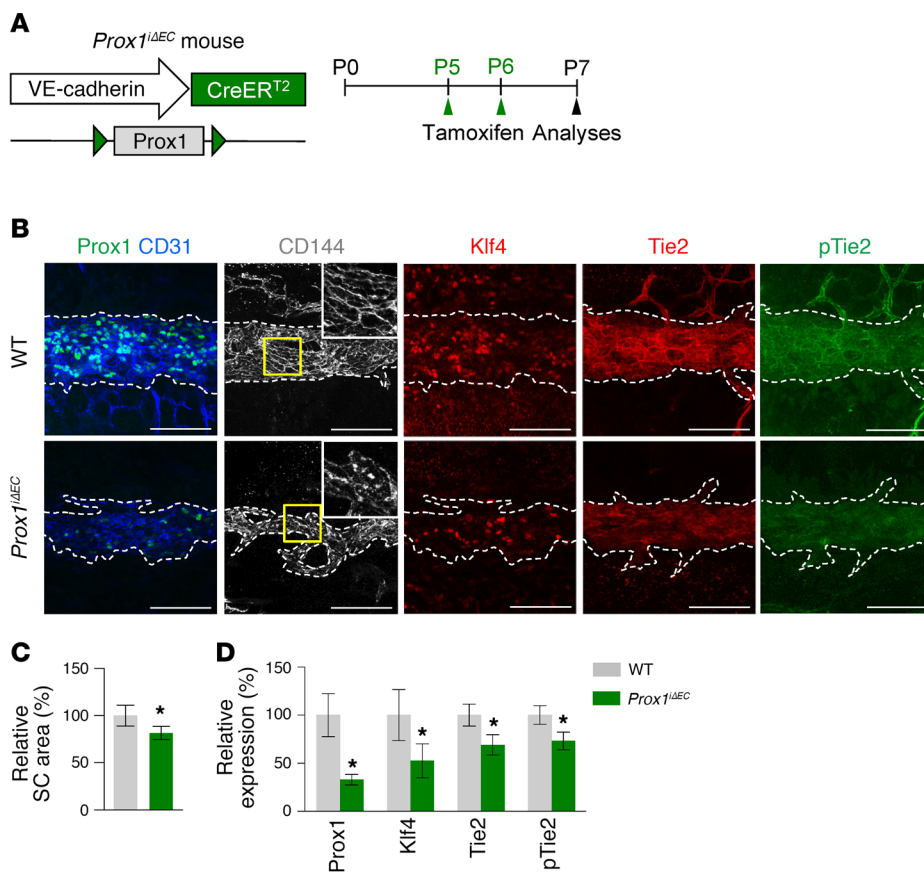 A
Prox1iΔEC mouse
VE-cadherin
CreERT2
Prox1
P0
P5
P6
P7
Tamoxifen
Analyses
B
Prox1 CD31
CD144
Klf4
Tie2
pTie2
WT
Prox1iΔEC
C
150
100
50
0
Relative
SC area (%)
*
D
150
100
50
0
Relative
expression (%)
*
*
*
*
Prox1
Klf4
Tie2
pTie2
WT
Prox1iΔEC